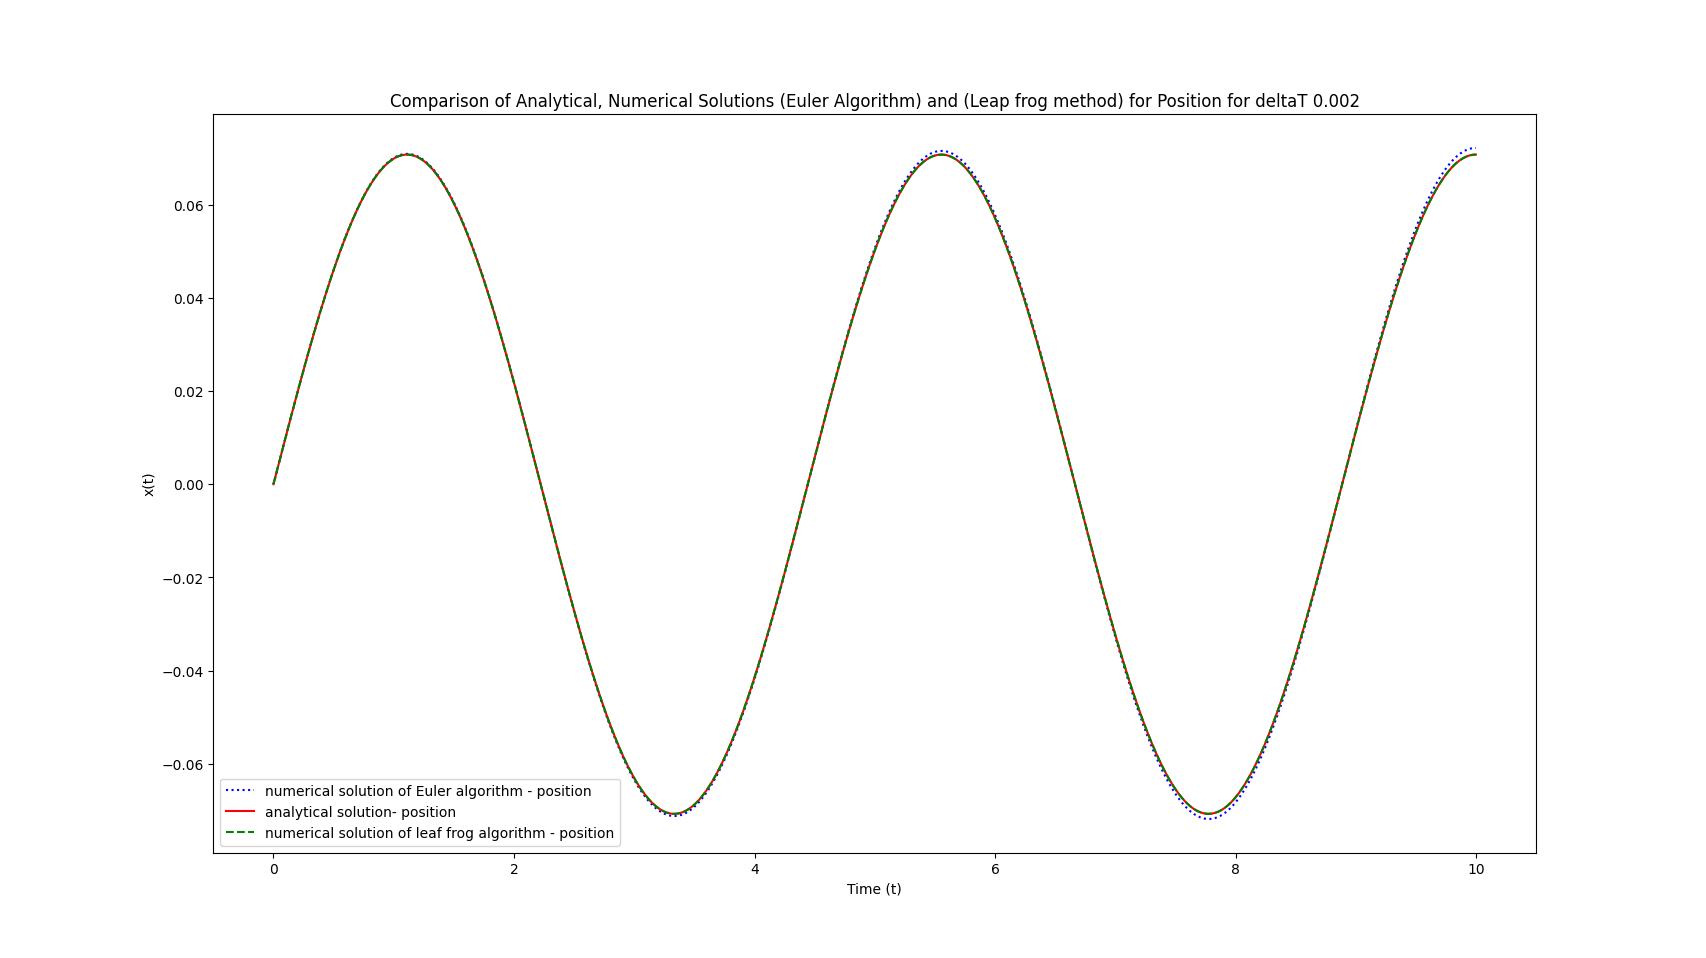 Comparison of Analytical, Numerical Solutions (Euler Algorithm) and (Leap frog method) for Position for deltaT 0.002
0.06
0.04
0.02
0.00
−0.02
−0.04
−0.06
x(t)
numerical solution of Euler algorithm - position
analytical solution- position
numerical solution of leaf frog algorithm - position
0 2 4 6 8 10
Time (t)